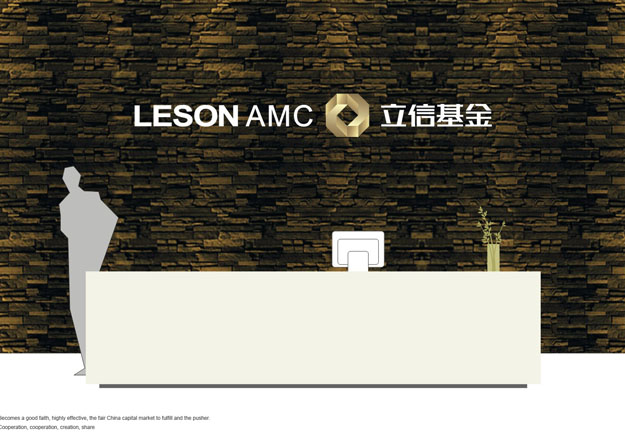 LESON AMC 立信基金
Becomes a good faith, highly effective, the fair China capital market to fulfill and the pusher.
Cooperation, cooperation, creation, share